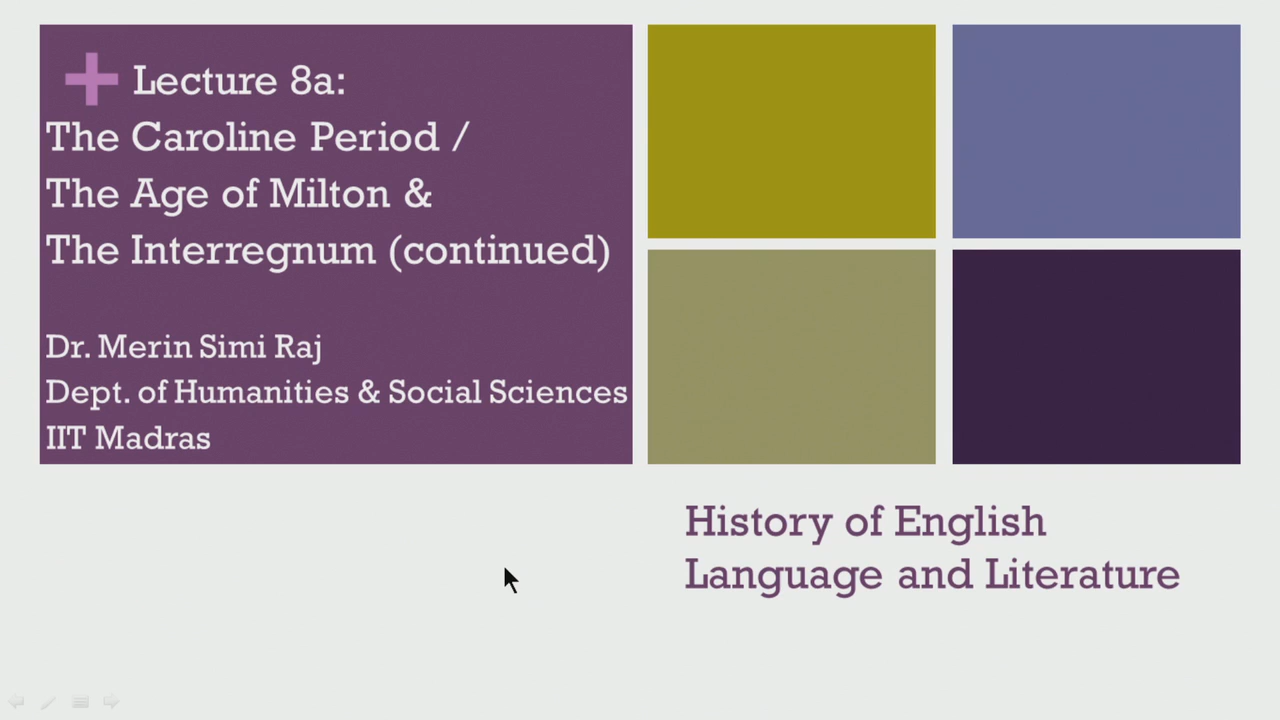 Lecture 8a:
The Caroline Period /
The Age of Milton &
The Interregnum (continued)
Dr. Merin Simi Raj
Dept. of Humanities & Social Sciences
IIT Madras
History of English
Language and Literature